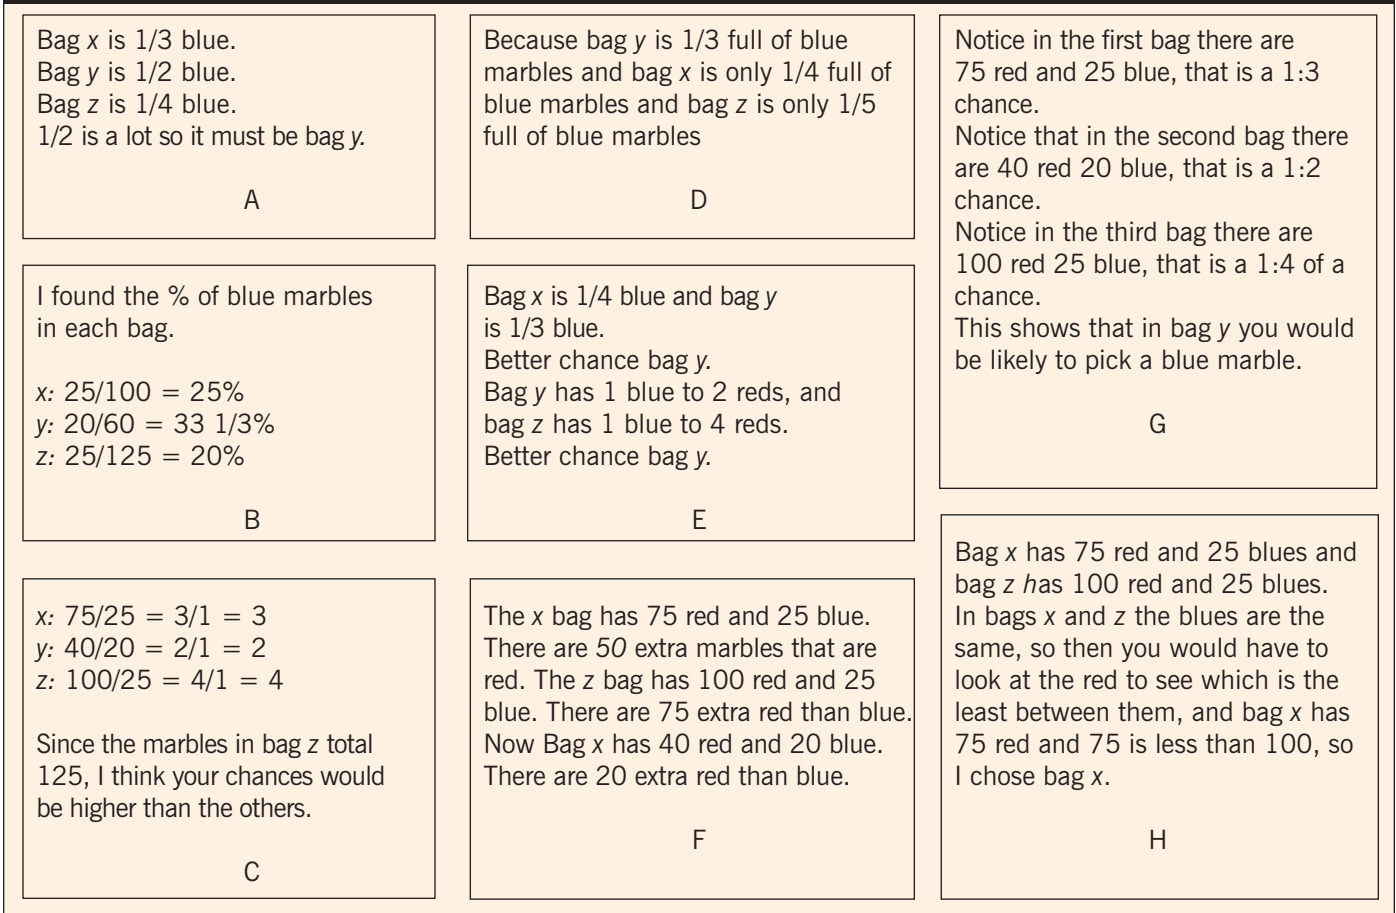 Bag x is 1/3 blue.
Bag y is 1/2 blue.
Bag z is 1/4 blue.
1/2 is a lot so it must be bag y.
A
I found the % of blue marbles
in each bag.
x: 25/100 = 25%
y: 20/60 = 33 1/3%
z: 25/125 = 20%
B
x: 75/25 = 3/1 = 3
y: 40/20 = 2/1 = 2
z: 100/25 = 4/1 = 4
Since the marbles in bag z total
125, I think your chances would
be higher than the others.
C
Because bag y is 1/3 full of blue
marbles and bag x is only 1/4 full of
blue marbles and bag z is only 1/5
full of blue marbles
D
Bag x is 1/4 blue and bag y
is 1/3 blue.
Better chance bag y.
Bag y has 1 blue to 2 reds, and
bag z has 1 blue to 4 reds.
Better chance bag y.
E
The x bag has 75 red and 25 blue.
There are 50 extra marbles that are
red. The z bag has 100 red and 25
blue. There are 75 extra red than blue.
Now Bag x has 40 red and 20 blue.
There are 20 extra red than blue.
F
Notice in the first bag there are
75 red and 25 blue, that is a 1:3
chance.
Notice that in the second bag there
are 40 red 20 blue, that is a 1:2
chance.
Notice in the third bag there are
100 red 25 blue, that is a 1:4 of a
chance.
This shows that in bag y you would
be likely to pick a blue marble.
G
Bag x has 75 red and 25 blues and
bag z has 100 red and 25 blues.
In bags x and z the blues are the
same, so then you would have to
look at the red to see which is the
least between them, and bag x has
75 red and 75 is less than 100, so
I chose bag x.
H